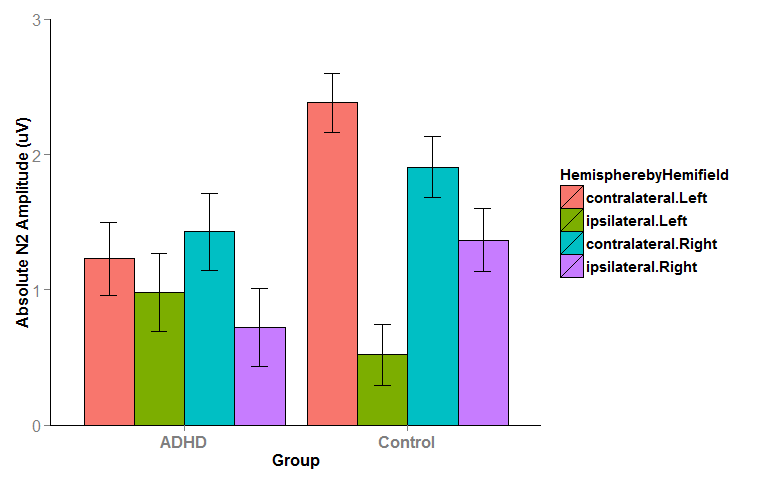 3
2
1
0
Absolute N2 Amplitude (uV)
ADHD
Control
Group
HemispherebyHemifield
contralateral.Left
ipsilateral.Left
contralateral.Right
ipsilateral.Right